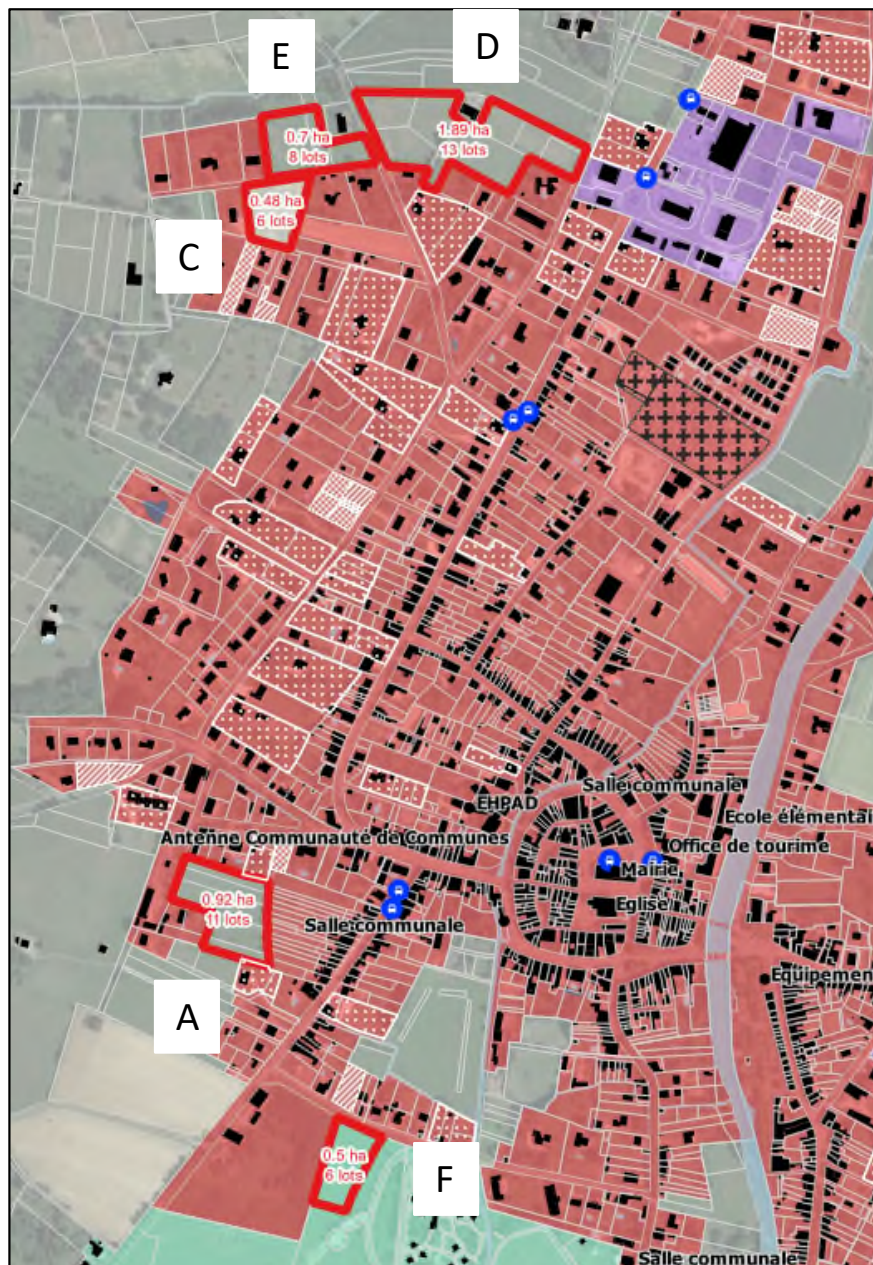 E
D
0.7 ha
8 lots
1.89 ha
13 lots
0.48 ha
6 lots
C
EHPAD
Salle communale
Ecole élémentai
Antenne Communauté de Communes
Office de tourime
Mairie
0.92 ha
11 lots
Eglise
Salle communale
Equipemen
A
0.5 ha
6 lots
F
Salle communale